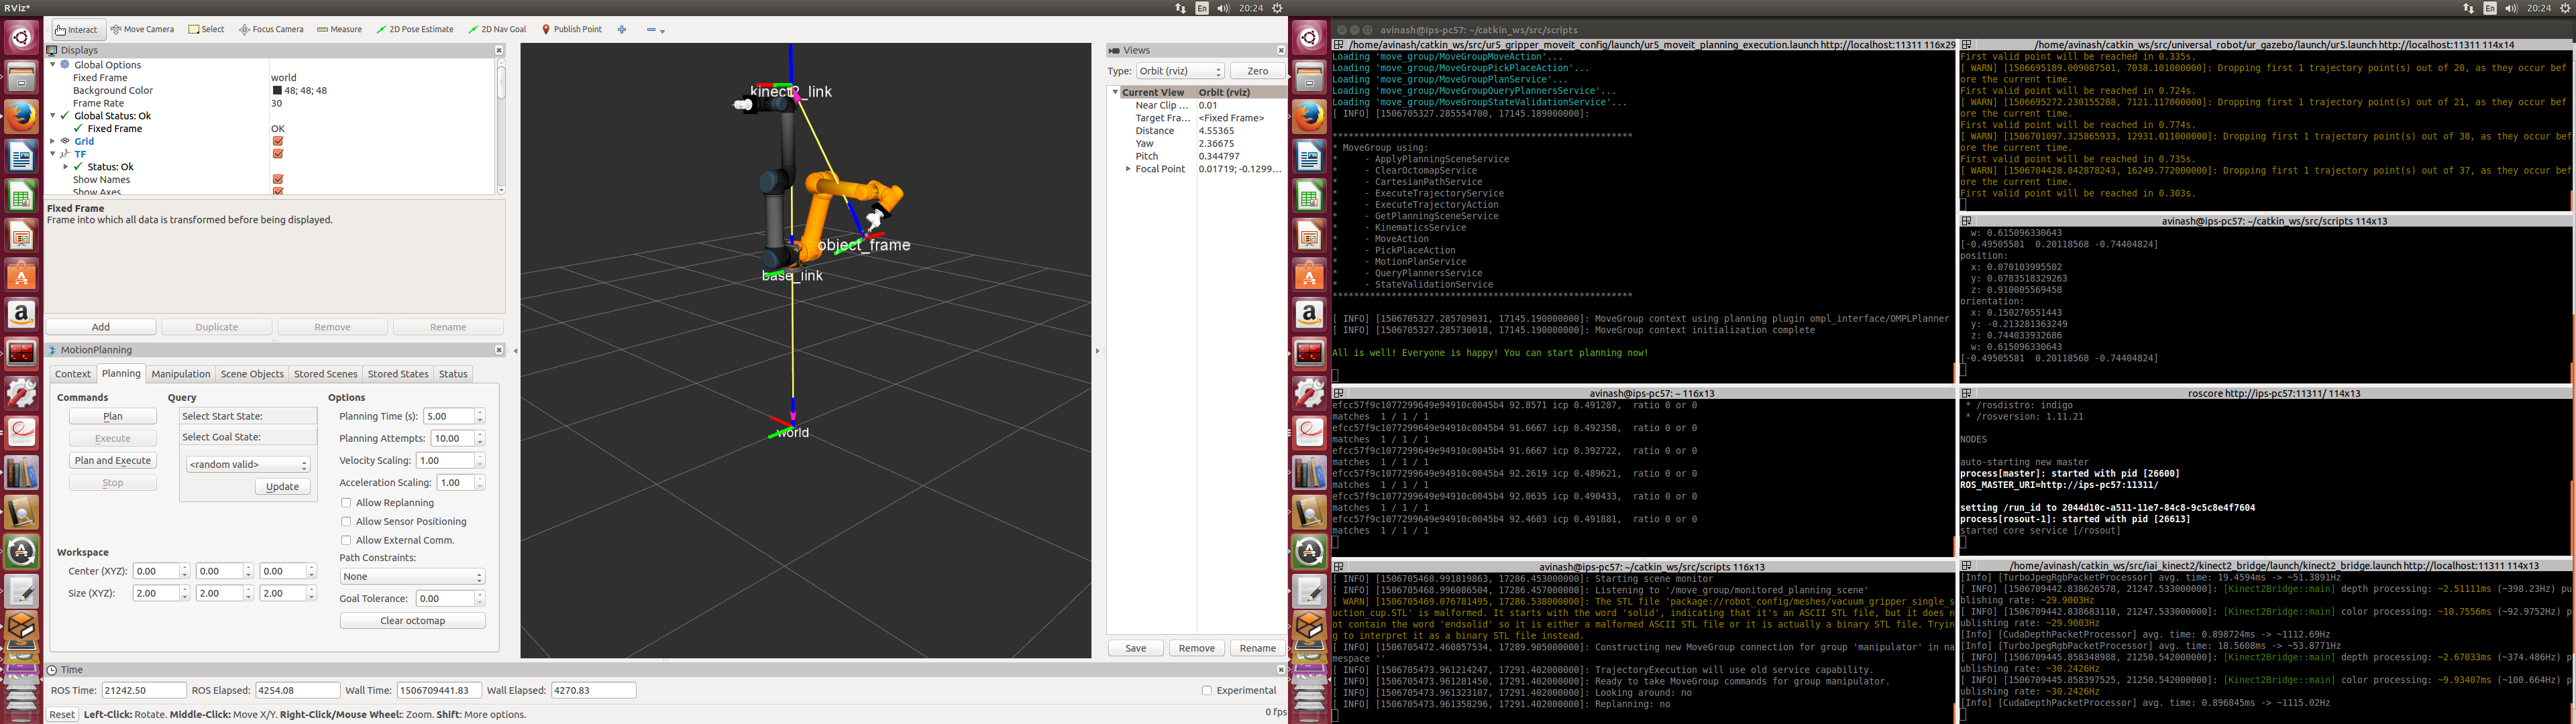 RViz*
En
20:24
Interact
Move Camera
Select
Focus Camera
Measure
2D Pose Estimate
2D Nav Goal
Publish Point
Displays
Global Options
Fixed Frame world
Background Color 48; 48; 48
Frame Rate 30
Global Status: Ok
Fixed Frame OK
Grid
TF
Status: Ok
Show Names
Show Axes
Fixed Frame
Frame into which all data is transformed before being displayed.
Add
Duplicate
Remove
Rename
MotionPlanning
Context
Planning
Manipulation
Scene Objects
Stored Scenes
Stored States
Status
Commands
Query
Options
Plan
Execute
Plan and Execute
Stop
Select Start State:
Select Goal State:
<random valid>
Update
Planning Time (s): 5.00
Planning Attempts: 10.00
Velocity Scaling: 1.00
Acceleration Scaling: 1.00
Allow Replanning
Allow Sensor Positioning
Allow External Comm.
Path Constraints:
None
Goal Tolerance: 0.00
Clear octomap
Workspace
Center (XYZ): 0.00 0.00 0.00
Size (XYZ): 2.00 2.00 2.00
kinect2_link
object_frame
base_link
world
Views
Type: Orbit (rviz)
Zero
Current View Orbit (rviz)
Near Clip ... 0.01
Target Fra... <Fixed Frame>
Distance 4.55365
Yaw 2.36675
Pitch 0.344797
Focal Point 0.01719; -0.1299...
Save
Remove
Rename
Time
ROS Time: 21242.50
ROS Elapsed: 4254.08
Wall Time: 1506709441.83
Wall Elapsed: 4270.83
Experimental
Reset
Left-Click: Rotate. Middle-Click: Move X/Y. Right-Click/Mouse Wheel:: Zoom. Shift: More options.
0 fps
En
20:24
avinash@ips-pc57: ~/catkin_ws/src/scripts
/home/avinash/catkin_ws/src/ur5_gripper_moveit_config/launch/ur5_moveit_planning_execution.launch http://localhost:11311 116x29
Loading 'move_group/MoveGroupMoveAction'...
Loading 'move_group/MoveGroupPickPlaceAction'...
Loading 'move_group/MoveGroupPlanService'...
Loading 'move_group/MoveGroupQueryPlannersService'...
Loading 'move_group/MoveGroupStateValidationService'...
[ INFO] [1506705327.285554700, 17145.189000000]:
********************************************************
* MoveGroup using:
* - ApplyPlanningSceneService
* - ClearOctomapService
* - CartesianPathService
* - ExecuteTrajectoryService
* - ExecuteTrajectoryAction
* - GetPlanningSceneService
* - KinematicsService
* - MoveAction
* - PickPlaceAction
* - MotionPlanService
* - QueryPlannersService
* - StateValidationService
********************************************************
[ INFO] [1506705327.285709031, 17145.190000000]: MoveGroup context using planning plugin ompl_interface/OMPLPlanner
[ INFO] [1506705327.285730018, 17145.190000000]: MoveGroup context initialization complete
All is well! Everyone is happy! You can start planning now!
avinash@ips-pc57: ~ 116x13
efcc57f9c1077299649e94910c0045b4 92.8571 icp 0.491287, ratio 0 or 0
matches 1 / 1 / 1
efcc57f9c1077299649e94910c0045b4 91.6667 icp 0.492358, ratio 0 or 0
matches 1 / 1 / 1
efcc57f9c1077299649e94910c0045b4 91.6667 icp 0.392722, ratio 0 or 0
matches 1 / 1 / 1
efcc57f9c1077299649e94910c0045b4 92.2619 icp 0.489621, ratio 0 or 0
matches 1 / 1 / 1
efcc57f9c1077299649e94910c0045b4 92.0635 icp 0.490433, ratio 0 or 0
matches 1 / 1 / 1
efcc57f9c1077299649e94910c0045b4 92.4603 icp 0.491881, ratio 0 or 0
matches 1 / 1 / 1
avinash@ips-pc57: ~/catkin_ws/src/scripts 116x13
[ INFO] [1506705468.991819863, 17286.453000000]: Starting scene monitor
[ INFO] [1506705468.996086504, 17286.457000000]: Listening to '/move_group/monitored_planning_scene'
[ WARN] [1506705469.076781495, 17286.538000000]: The STL file 'package://robot_config/meshes/vacuum_gripper_single_s
uction_cup.STL' is malformed. It starts with the word 'solid', indicating that it's an ASCII STL file, but it does n
ot contain the word 'endsolid' so it is either a malformed ASCII STL file or it is actually a binary STL file. Tryin
g to interpret it as a binary STL file instead.
[ INFO] [1506705472.460857534, 17289.905000000]: Constructing new MoveGroup connection for group 'manipulator' in na
mespace ''
[ INFO] [1506705473.961214247, 17291.402000000]: TrajectoryExecution will use old service capability.
[ INFO] [1506705473.961281450, 17291.402000000]: Ready to take MoveGroup commands for group manipulator.
[ INFO] [1506705473.961323107, 17291.402000000]: Looking around: no
[ INFO] [1506705473.961358296, 17291.402000000]: Replanning: no
/home/avinash/catkin_ws/src/universal_robot/ur_gazebo/launch/ur5.launch http://localhost:11311 114x14
First valid point will be reached in 0.335s.
[ WARN] [1506695189.009087501, 7038.101000000]: Dropping first 1 trajectory point(s) out of 20, as they occur bef
ore the current time.
First valid point will be reached in 0.724s.
[ WARN] [1506695272.230155288, 7121.117000000]: Dropping first 1 trajectory point(s) out of 21, as they occur bef
ore the current time.
First valid point will be reached in 0.774s.
[ WARN] [1506701097.325865933, 12931.011000000]: Dropping first 1 trajectory point(s) out of 38, as they occur bef
ore the current time.
First valid point will be reached in 0.735s.
[ WARN] [1506704428.842878243, 16249.772000000]: Dropping first 1 trajectory point(s) out of 37, as they occur bef
ore the current time.
First valid point will be reached in 0.303s.
avinash@ips-pc57: ~/catkin_ws/src/scripts 114x13
w: 0.615096330643
[-0.49505581 0.20118568 -0.74404824]
position:
x: 0.070103995502
y: 0.0783518329263
z: 0.910005569458
orientation:
x: 0.150270551443
y: -0.213281363249
z: 0.744033932686
w: 0.615096330643
[-0.49505581 0.20118568 -0.74404824]
roscore http://ips-pc57:11311/ 114x13
* /rosdistro: indigo
* /rosversion: 1.11.21
NODES
auto-starting new master
process[master]: started with pid [26600]
ROS_MASTER_URI=http://ips-pc57:11311/
setting /run_id to 2044d10c-a511-11e7-84c8-9c5c8e4f7604
process[rosout-1]: started with pid [26613]
started core service [/rosout]
/home/avinash/catkin_ws/src/iai_kinect2/kinect2_bridge/launch/kinect2_bridge.launch http://localhost:11311 114x13
[Info] [TurboJpegRgbPacketProcessor] avg. time: 19.4594ms -> ~51.3891Hz
[ INFO] [1506709442.838626578, 21247.533000000]: [Kinect2Bridge::main] depth processing: ~2.51111ms (~398.23Hz) pu
blishing rate: ~29.9003Hz
[ INFO] [1506709442.838683110, 21247.533000000]: [Kinect2Bridge::main] color processing: ~10.7556ms (~92.9752Hz) p
ublishing rate: ~29.9003Hz
[Info] [CudaDepthPacketProcessor] avg. time: 0.898724ms -> ~1112.69Hz
[Info] [TurboJpegRgbPacketProcessor] avg. time: 18.5608ms -> ~53.8771Hz
[ INFO] [1506709445.858348988, 21250.542000000]: [Kinect2Bridge::main] depth processing: ~2.67033ms (~374.486Hz) p
ublishing rate: ~30.2426Hz
[ INFO] [1506709445.858397525, 21250.542000000]: [Kinect2Bridge::main] color processing: ~9.93407ms (~100.664Hz) p
ublishing rate: ~30.2426Hz
[Info] [CudaDepthPacketProcessor] avg. time: 0.896845ms -> ~1115.02Hz